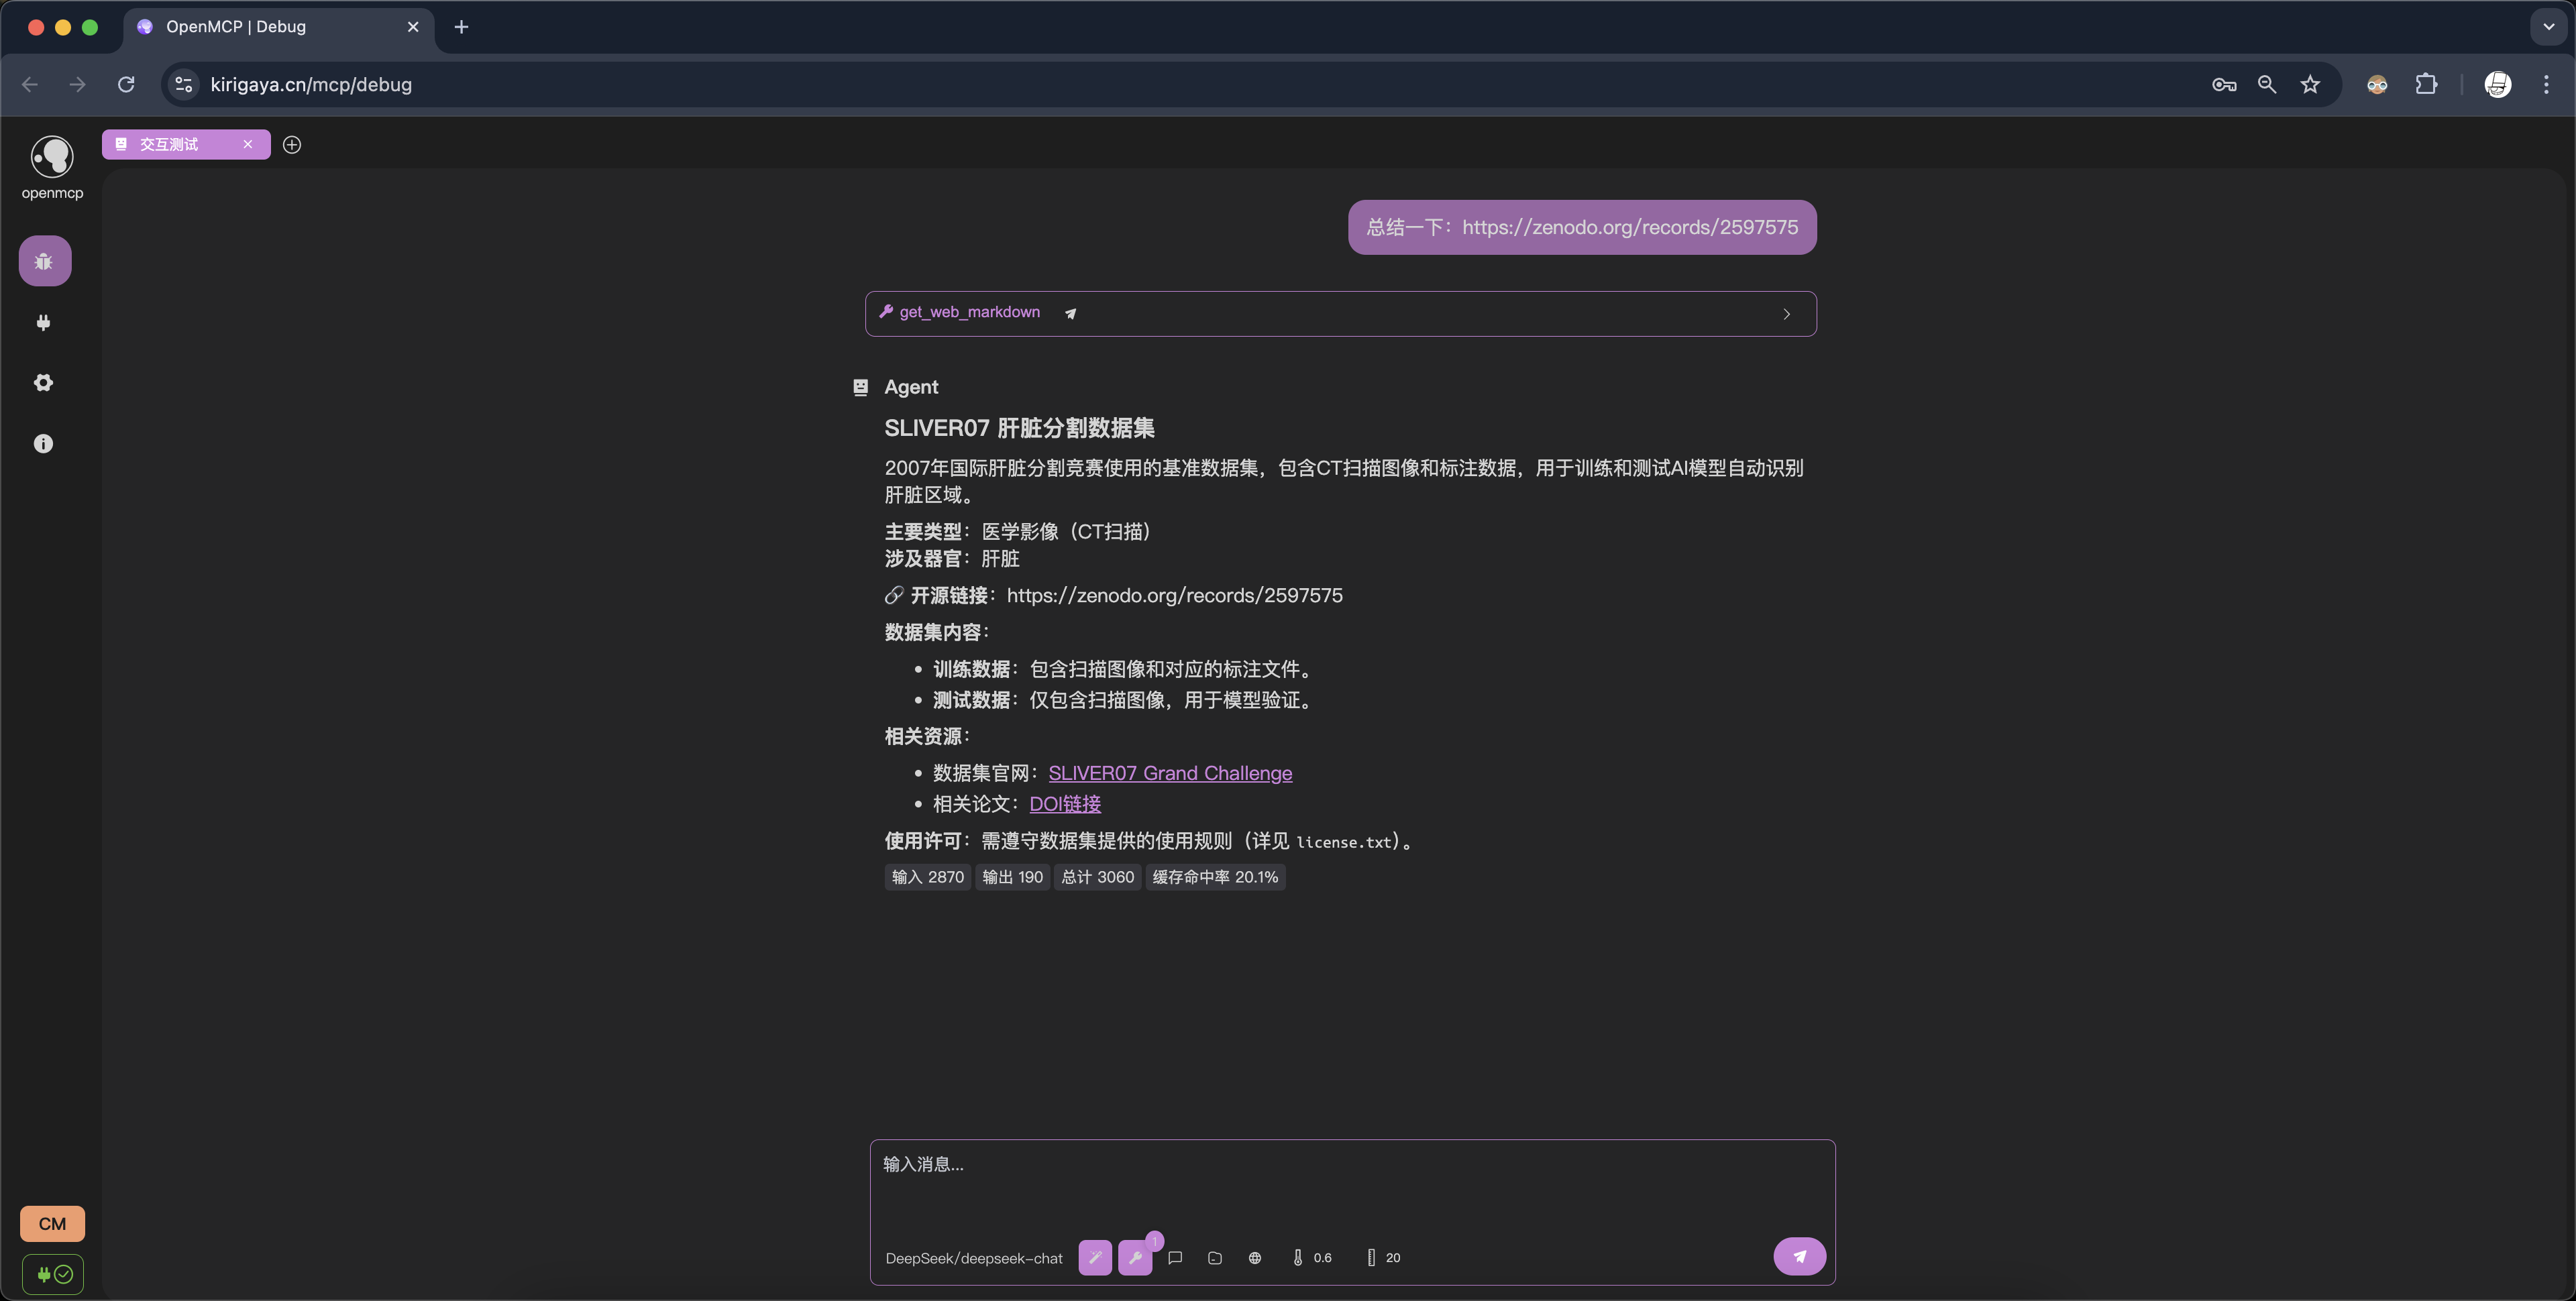 OpenMCP | Debug
kirigaya.cn/mcp/debug
openmcp
交互测试
总结一下：https://zenodo.org/records/2597575
get_web_markdown
Agent
SLIVER07 肝脏分割数据集
2007年国际肝脏分割竞赛使用的基准数据集，包含CT扫描图像和标注数据，用于训练和测试AI模型自动识别
肝脏区域。
主要类型：医学影像（CT扫描）
涉及器官：肝脏
开源链接：https://zenodo.org/records/2597575
数据集内容：
训练数据：包含扫描图像和对应的标注文件。
测试数据：仅包含扫描图像，用于模型验证。
相关资源：
数据集官网：SLIVER07 Grand Challenge
相关论文：DOI链接
使用许可：需遵守数据集提供的使用规则（详见 license.txt）。
输入 2870 输出 190 总计 3060 缓存命中率 20.1%
输入消息...
DeepSeek/deepseek-chat 1 0.6 20
CM